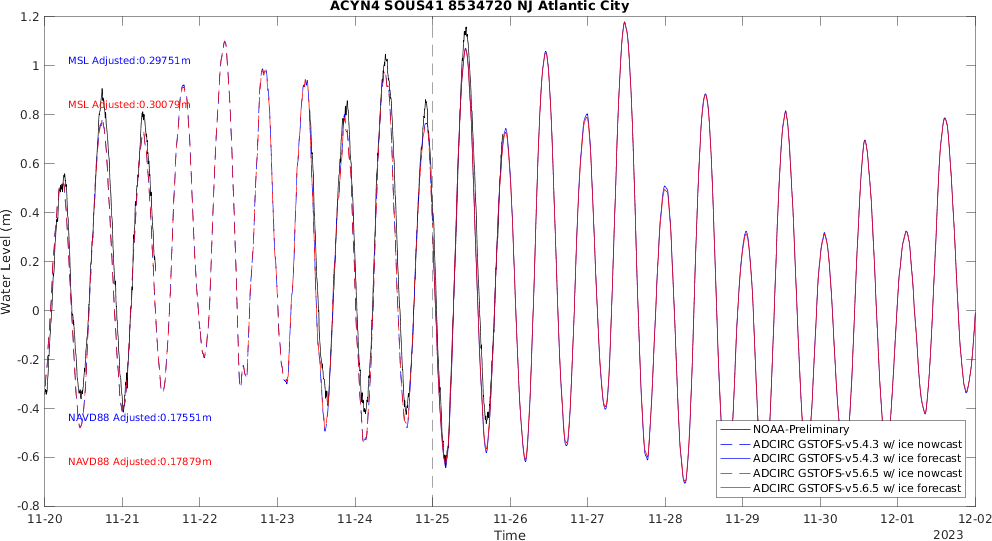 ACYN4 SOUS41 8534720 NJ Atlantic City
1.2
1
0.8
0.6
0.4
0.2
0
-0.2
-0.4
-0.6
-0.8
Water Level (m)
MSL Adjusted:0.29751m
MSL Adjusted:0.30079m
NAVD88 Adjusted:0.17551m
NAVD88 Adjusted:0.17879m
NOAA-Preliminary
ADCIRC GSTOFS-v5.4.3 w/ ice nowcast
ADCIRC GSTOFS-v5.4.3 w/ ice forecast
ADCIRC GSTOFS-v5.6.5 w/ ice nowcast
ADCIRC GSTOFS-v5.6.5 w/ ice forecast
11-20 11-21 11-22 11-23 11-24 11-25 11-26 11-27 11-28 11-29 11-30 12-01 12-02
Time
2023